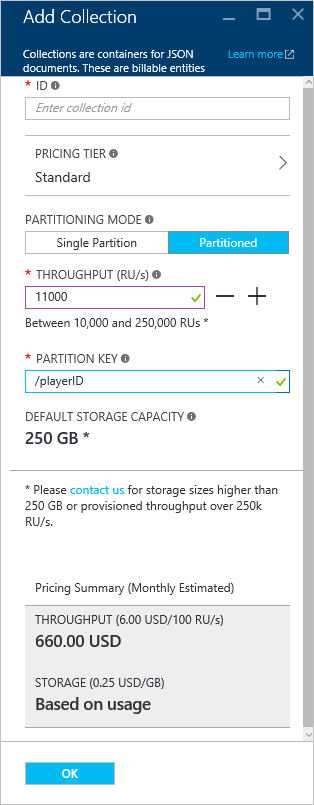 Add Collection
Collections are containers for JSON
documents. These are billable entities
Learn more
* ID
Enter collection id
PRICING TIER
Standard
PARTITIONING MODE
Single Partition
Partitioned
* THROUGHPUT (RU/s)
11000
Between 10,000 and 250,000 RUs *
* PARTITION KEY
/playerID
DEFAULT STORAGE CAPACITY
250 GB *
* Please contact us for storage sizes higher than
250 GB or provisioned throughput over 250k
RU/s.
Pricing Summary (Monthly Estimated)
THROUGHPUT (6.00 USD/100 RU/s)
660.00 USD
STORAGE (0.25 USD/GB)
Based on usage
OK